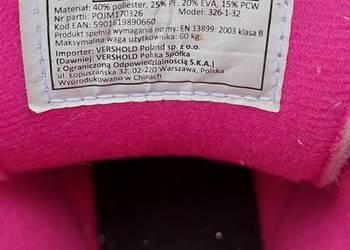 Materiał: 40% poliester, 25% PE, 20% EVA, 15% PCW
Nr partii: POJM170326 Model: 326-1-32
Kod EAN: 5901619890660
Produkt spełnia wymagania normy EN 13899: 2003 klasa B
Maksymalna waga użytkownika: 60 kg.
Importer: VERSHOLD Poland sp. z o.o.
(Dawniej: VERSHOLD Polska Spółka
z Ograniczoną Odpowiedzialnością S.K.A.)
ul. Łopuszańska 32, 02-220 Warszawa, Polska
Wyprodukowano w Chinach